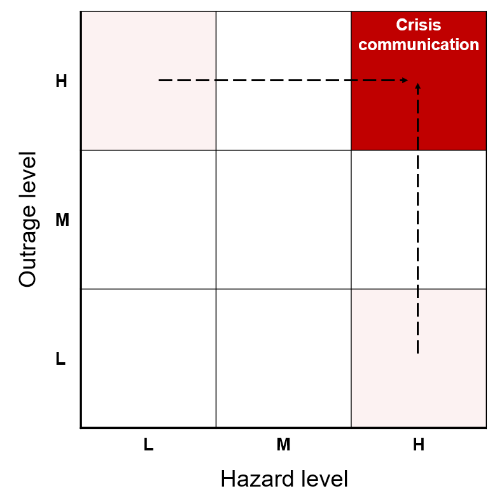 Crisis
communication
H
Outrage level
M
L
L M H
Hazard level